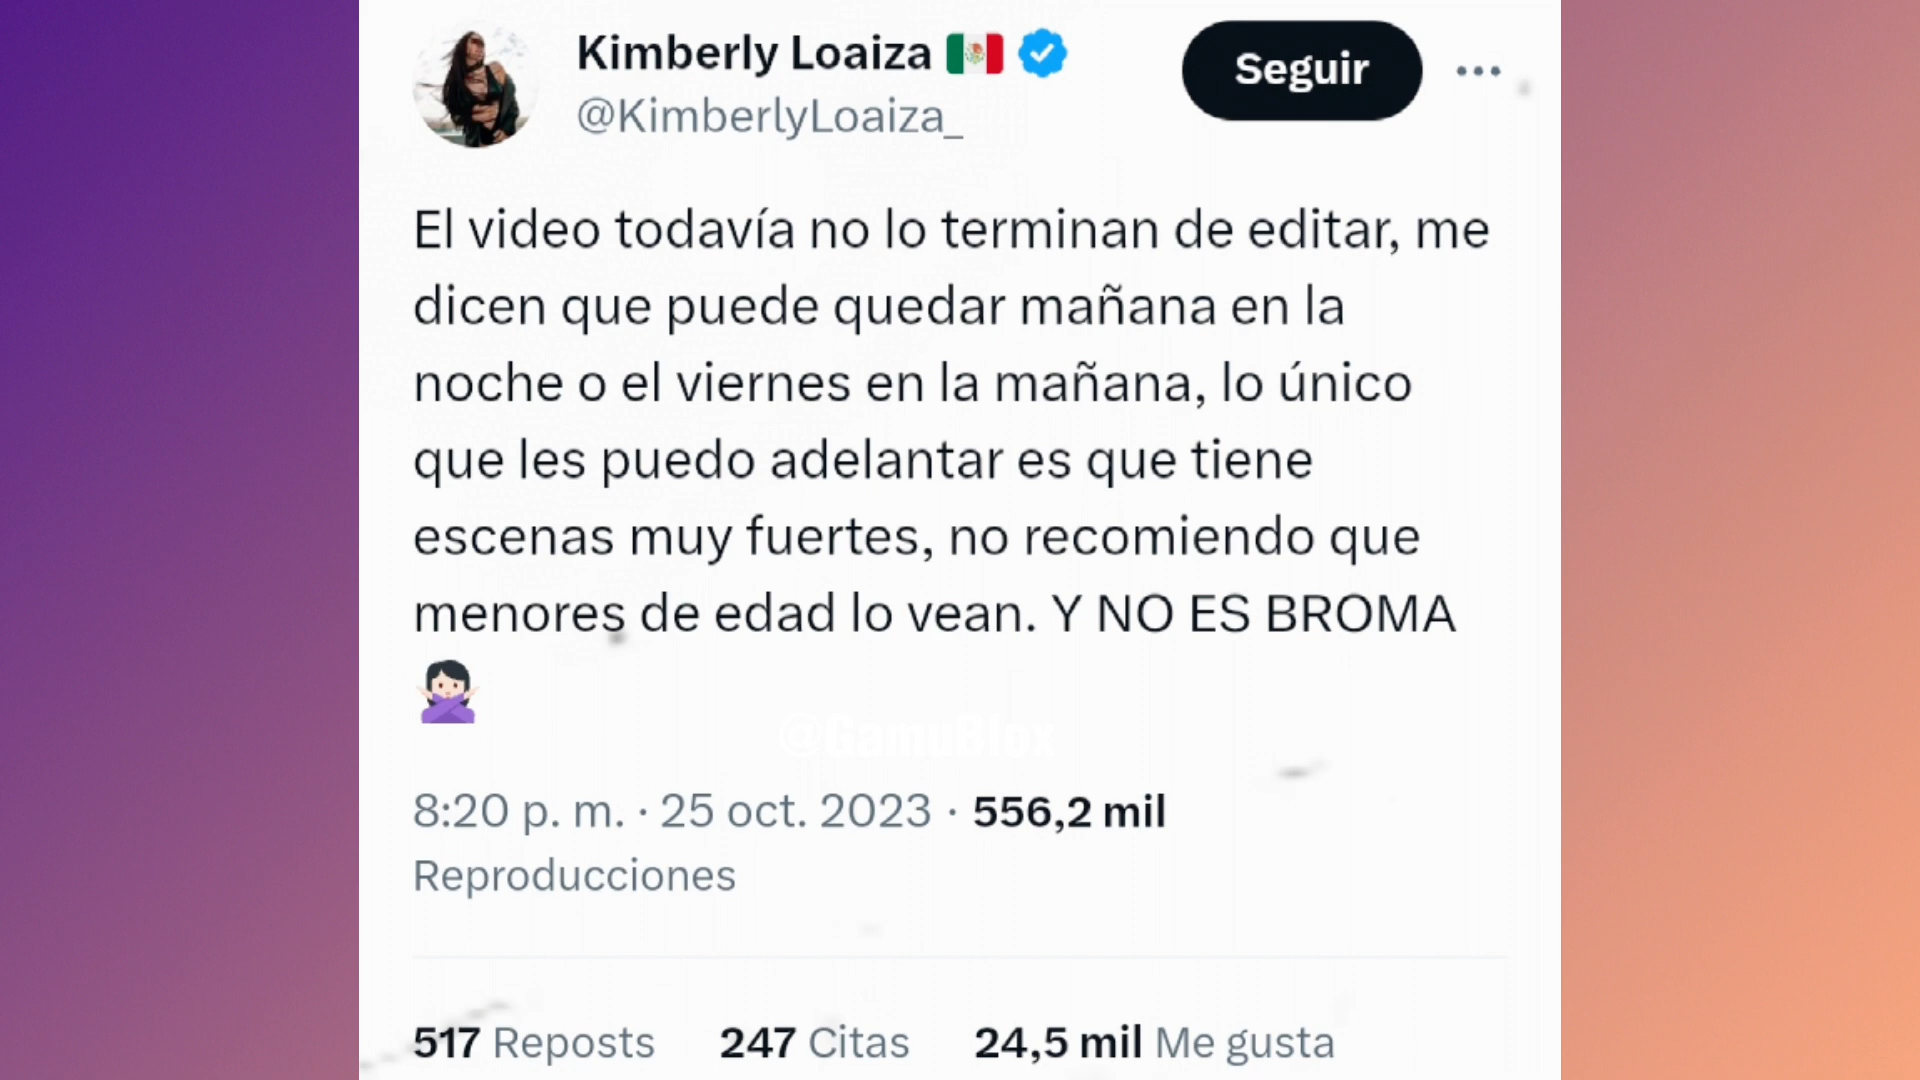 Kimberly Loaiza
Seguir
@KimberlyLoaiza_
El video todavía no lo terminan de editar, me
dicen que puede quedar mañana en la
noche o el viernes en la mañana, lo único
que les puedo adelantar es que tiene
escenas muy fuertes, no recomiendo que
menores de edad lo vean. Y NO ES BROMA
@GamuBlox
8:20 p. m. · 25 oct. 2023 · 556,2 mil
Reproducciones
517 Reposts 247 Citas 24,5 mil Me gusta